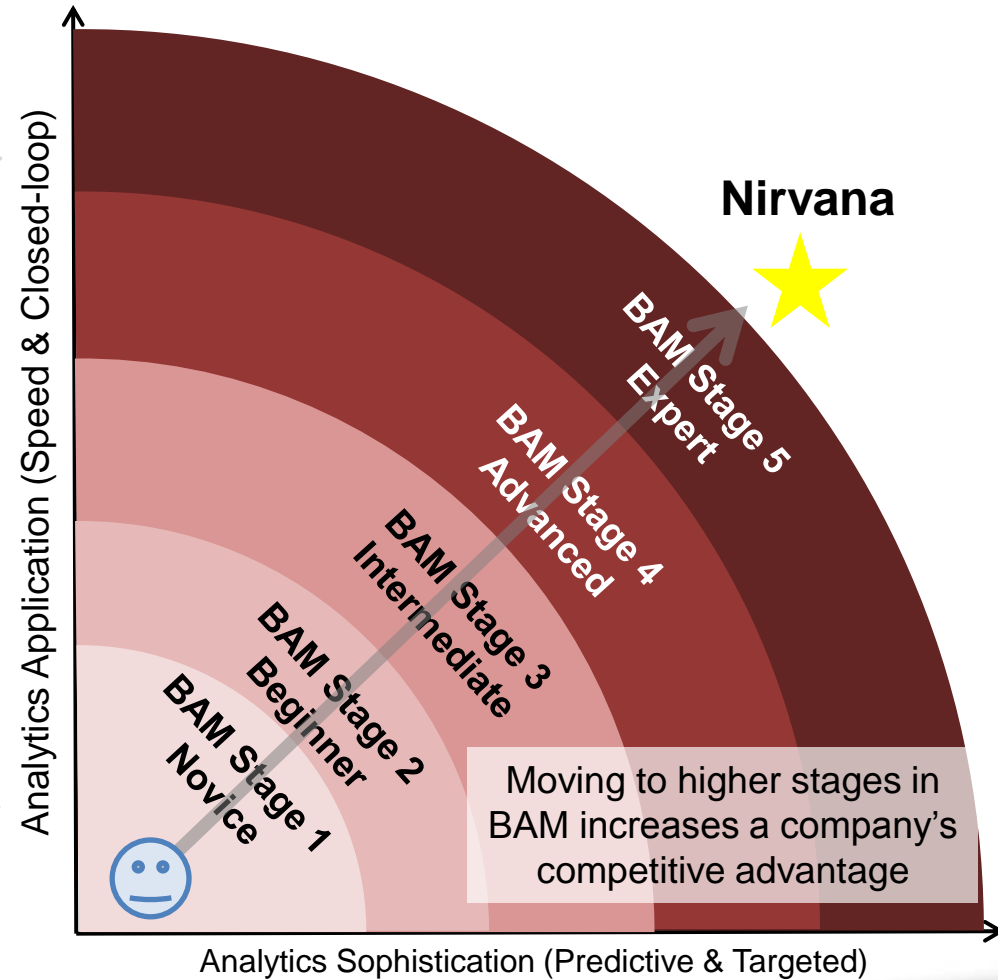 Analytics Application (Speed & Closed-loop)
Nirvana
BAM Stage 5
Expert
BAM Stage 4
Advanced
BAM Stage 3
Intermediate
BAM Stage 2
Beginner
BAM Stage 1
Novice
Moving to higher stages in
BAM increases a company’s
competitive advantage
Analytics Sophistication (Predictive & Targeted)